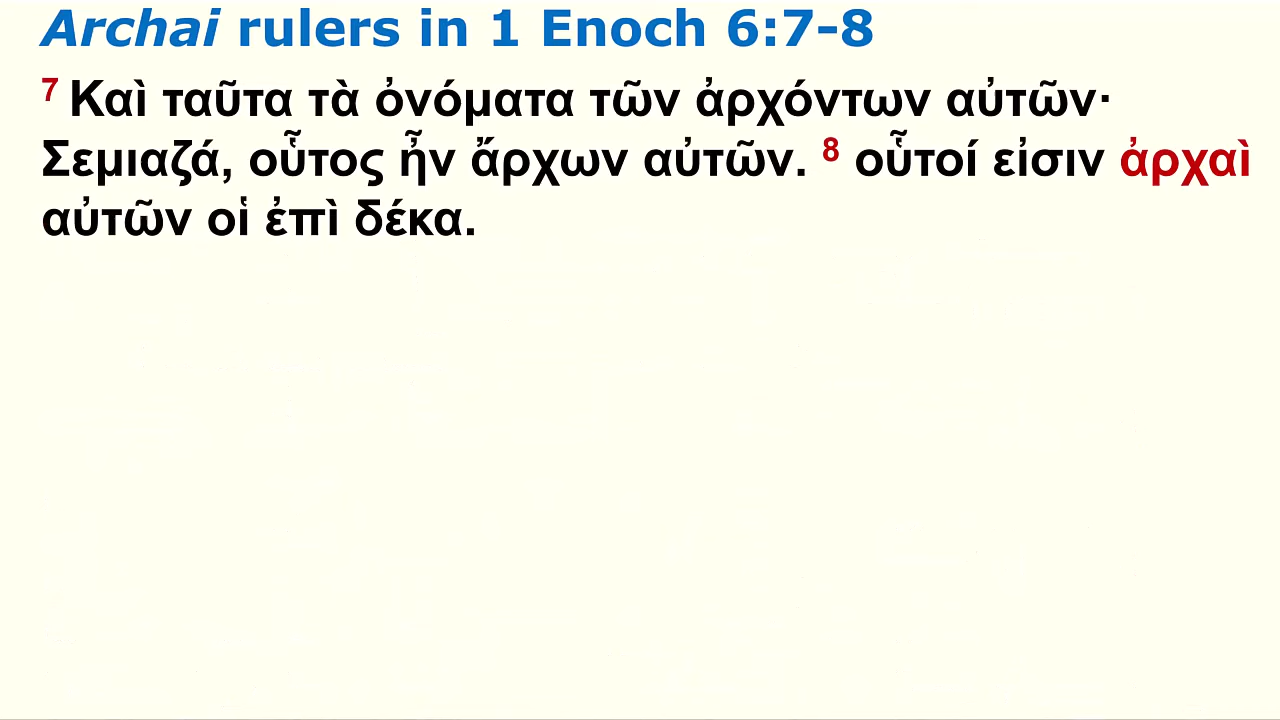 Archai rulers in 1 Enoch 6:7-8
7 Καὶ ταῦτα τὰ ὀνόματα τῶν ἀρχόντων αὐτῶν·
Σεμιαζά, οὗτος ἦν ἄρχων αὐτῶν. 8 οὗτοί εἰσιν ἀρχαὶ
αὐτῶν οἱ ἐπὶ δέκα.